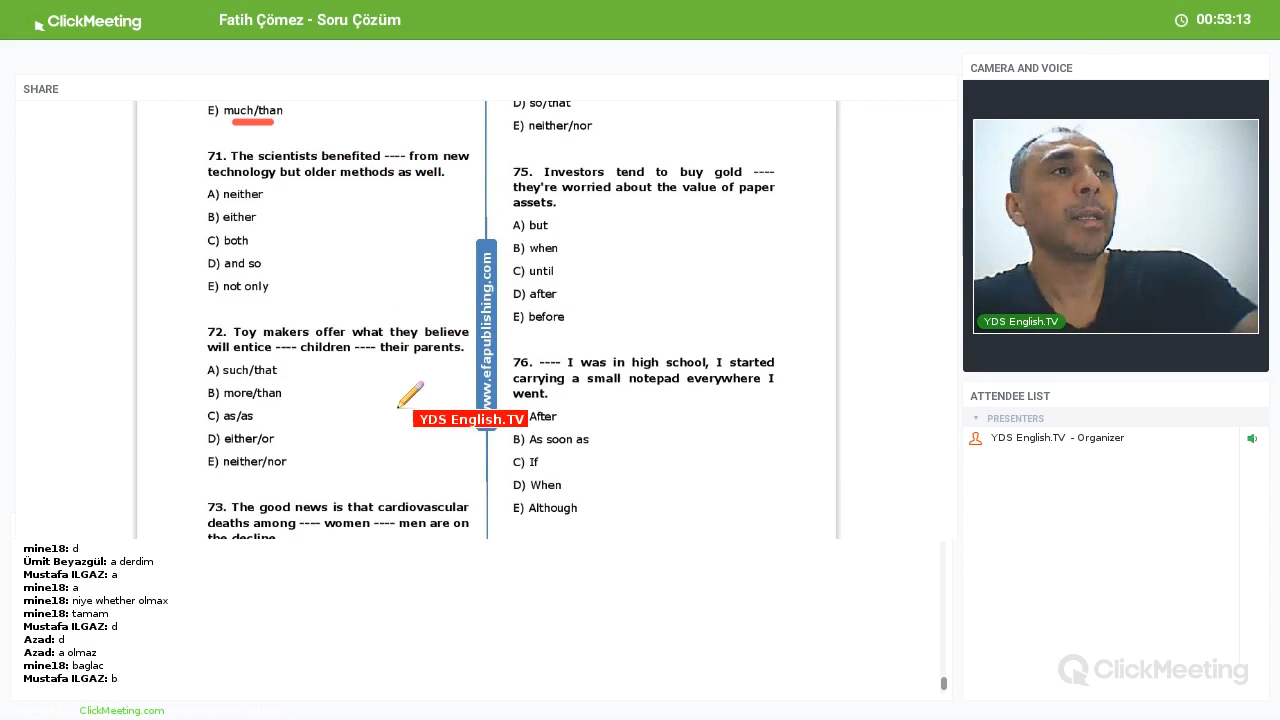 ClickMeeting
Fatih Çömez - Soru Çözüm
00:53:13
SHARE
E) much/than
71. The scientists benefited ---- from new
technology but older methods as well.
A) neither
B) either
C) both
D) and so
E) not only
72. Toy makers offer what they believe
will entice ---- children ---- their parents.
A) such/that
B) more/than
C) as/as
D) either/or
E) neither/nor
73. The good news is that cardiovascular
deaths among ---- women ---- men are on
the decline
www.efapublishing.com
YDS English.TV
D) so/that
E) neither/nor
75. Investors tend to buy gold ----
they're worried about the value of paper
assets.
A) but
B) when
C) until
D) after
E) before
76. ---- I was in high school, I started
carrying a small notepad everywhere I
went.
After
B) As soon as
C) If
D) When
E) Although
CAMERA AND VOICE
YDS English.TV
ATTENDEE LIST
PRESENTERS
YDS English.TV - Organizer
mine18: d
Ümit Beyazgül: a derdim
Mustafa ILGAZ: a
mine18: a
mine18: niye whether olmax
mine18: tamam
Mustafa ILGAZ: d
Azad: d
Azad: a olmaz
mine18: baglac
Mustafa ILGAZ: b
ClickMeeting
ClickMeeting.com